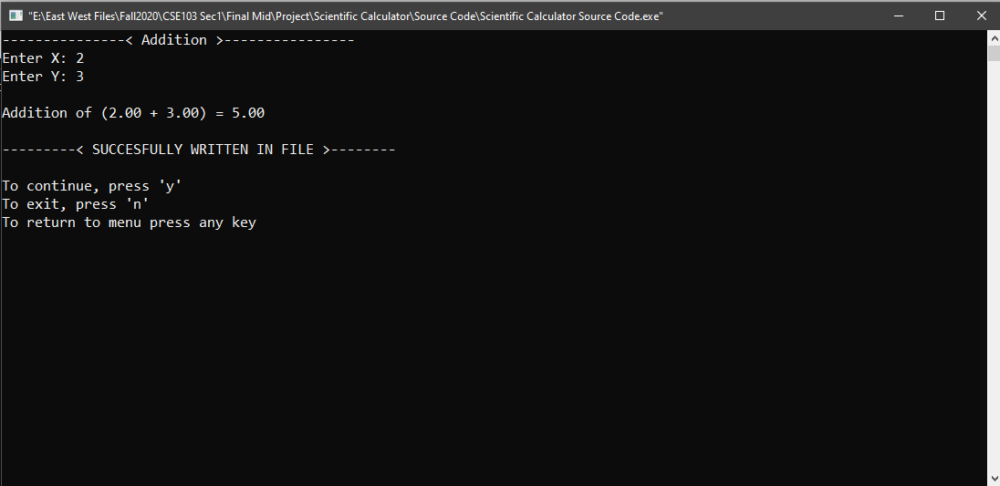 "E:\East West Files\Fall2020\CSE103 Sec1\Final Mid\Project\Scientific Calculator\Source Code\Scientific Calculator Source Code.exe"
---------------< Addition >----------------
Enter X: 2
Enter Y: 3
Addition of (2.00 + 3.00) = 5.00
---------< SUCCESFULLY WRITTEN IN FILE >--------
To continue, press 'y'
To exit, press 'n'
To return to menu press any key